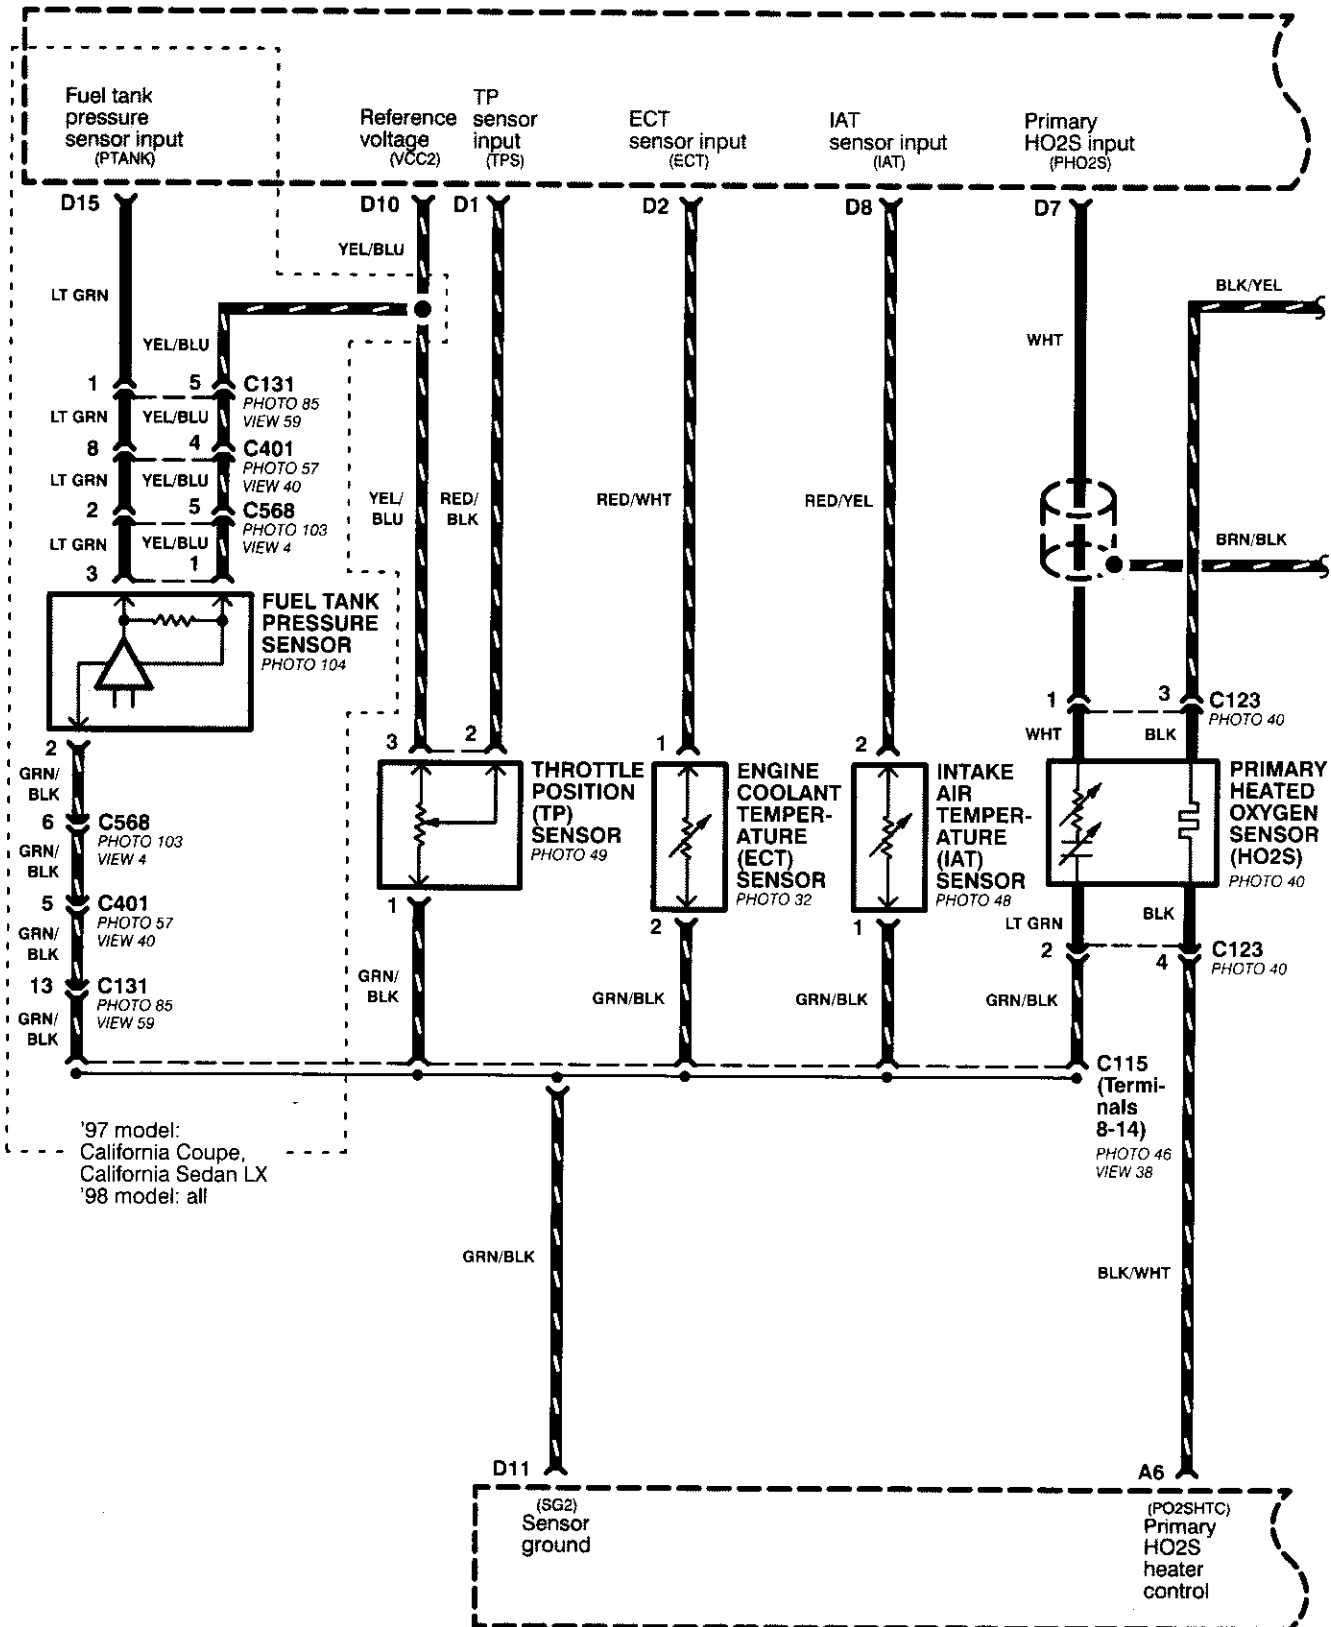 Fuel tank
pressure
sensor input
(PTANK)
Reference
voltage
(VCC2)
TP
sensor
input
(TPS)
ECT
sensor input
(ECT)
IAT
sensor input
(IAT)
Primary
HO2S input
(PHO2S)
D15
D10
D1
D2
D8
D7
YEL/BLU
LT GRN
YEL/BLU
BLK/YEL
WHT
1
5
C131
PHOTO 85
VIEW 59
LT GRN
YEL/BLU
8
4
C401
PHOTO 57
VIEW 40
LT GRN
YEL/BLU
2
5
C568
PHOTO 103
VIEW 4
LT GRN
YEL/BLU
3
1
YEL/
BLU
RED/
BLK
RED/WHT
RED/YEL
BRN/BLK
FUEL TANK
PRESSURE
SENSOR
PHOTO 104
1
3
C123
PHOTO 40
WHT
BLK
2
GRN/
BLK
6
C568
PHOTO 103
VIEW 4
GRN/
BLK
5
C401
PHOTO 57
VIEW 40
GRN/
BLK
13
C131
PHOTO 85
VIEW 59
GRN/
BLK
3
2
THROTTLE
POSITION
(TP)
SENSOR
PHOTO 49
1
GRN/
BLK
1
ENGINE
COOLANT
TEMPER-
ATURE
(ECT)
SENSOR
PHOTO 32
2
GRN/BLK
2
INTAKE
AIR
TEMPER-
ATURE
(IAT)
SENSOR
PHOTO 48
1
GRN/BLK
PRIMARY
HEATED
OXYGEN
SENSOR
(HO2S)
PHOTO 40
LT GRN
BLK
2
4
C123
PHOTO 40
GRN/BLK
C115
(Termi-
nals
8-14)
PHOTO 46
VIEW 38
'97 model:
California Coupe,
California Sedan LX
'98 model: all
GRN/BLK
BLK/WHT
D11
A6
(SG2)
Sensor
ground
(PO2SHTC)
Primary
HO2S
heater
control